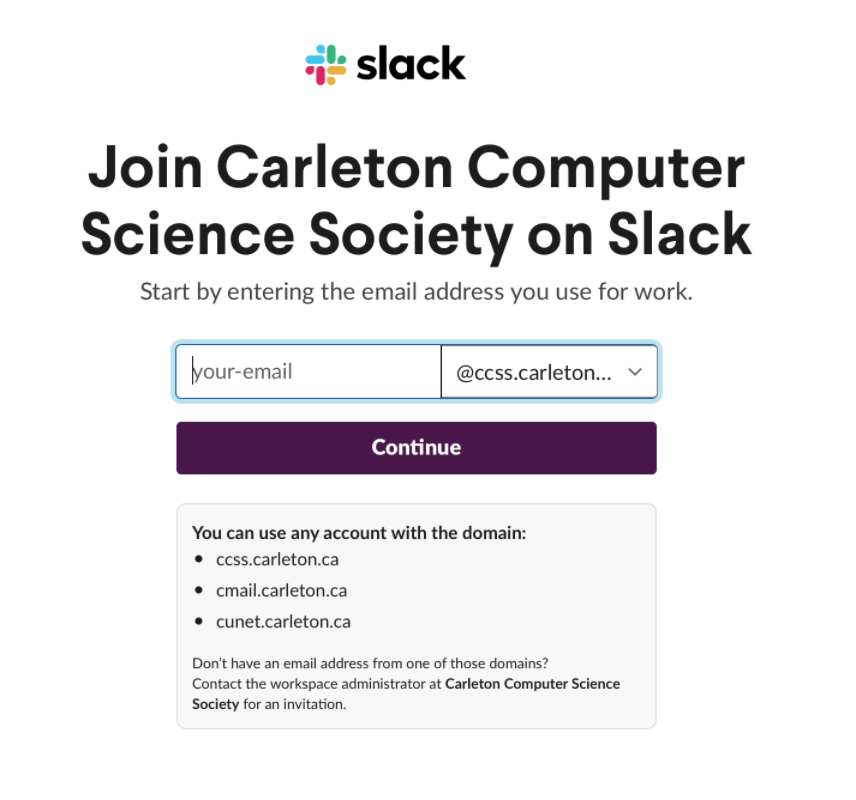 slack
Join Carleton Computer
Science Society on Slack
Start by entering the email address you use for work.
your-email
@ccss.carleton...
Continue
You can use any account with the domain:
• ccss.carleton.ca
• cmail.carleton.ca
• cunet.carleton.ca
Don’t have an email address from one of those domains?
Contact the workspace administrator at Carleton Computer Science
Society for an invitation.